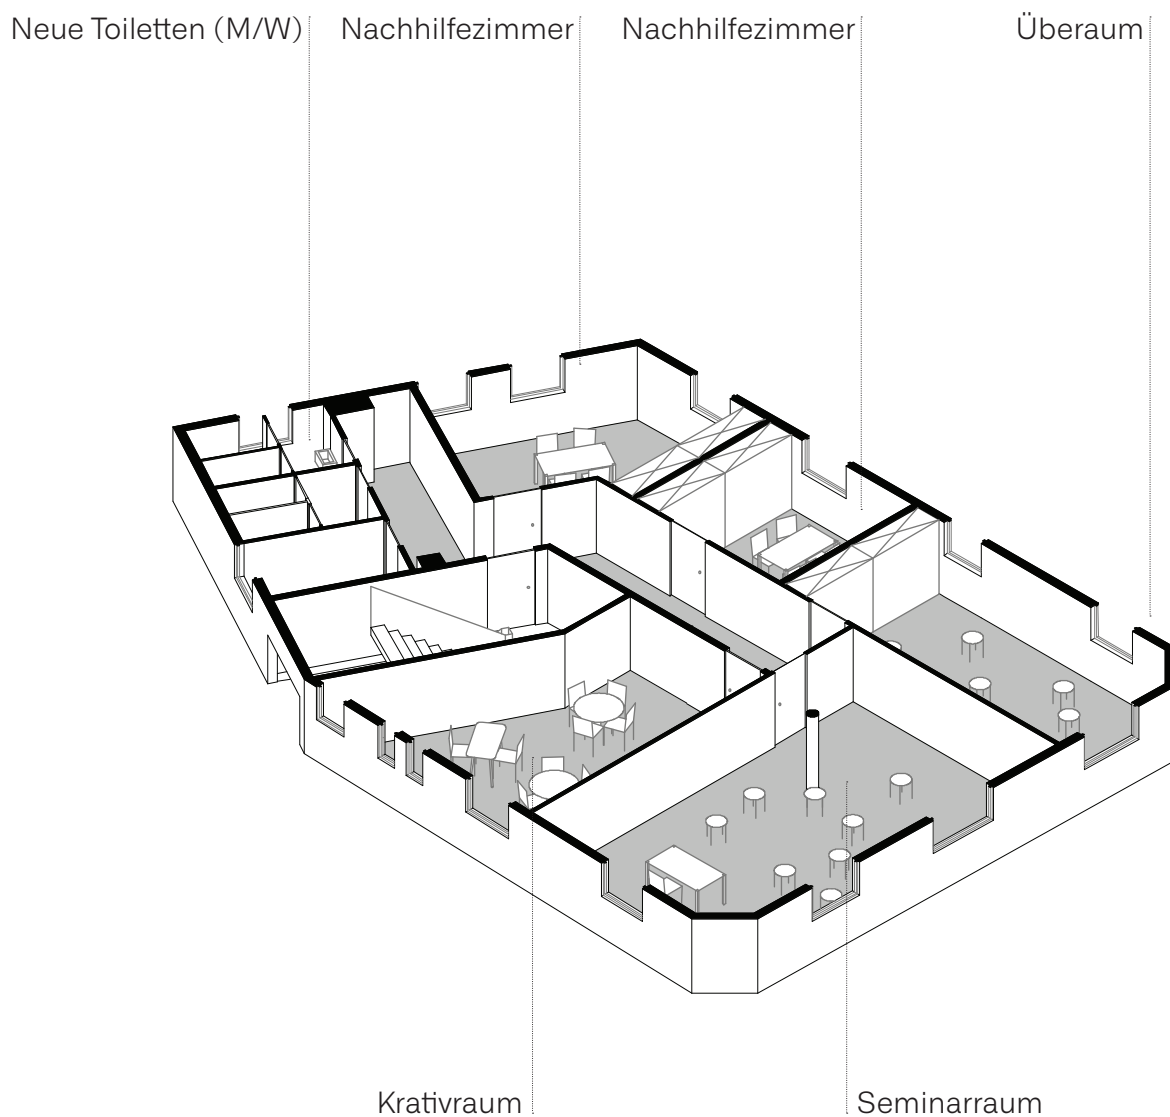 Neue Toiletten (M/W)
Nachhilfezimmer
Nachhilfezimmer
Überaum
Krativraum
Seminarraum